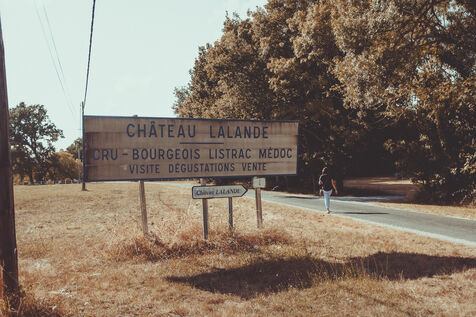 CHÂTEAU LALANDE
CRU - BOURGEOIS LISTRAC MÉDOC
VISITE DÉGUSTATIONS VENTE
Château LALANDE